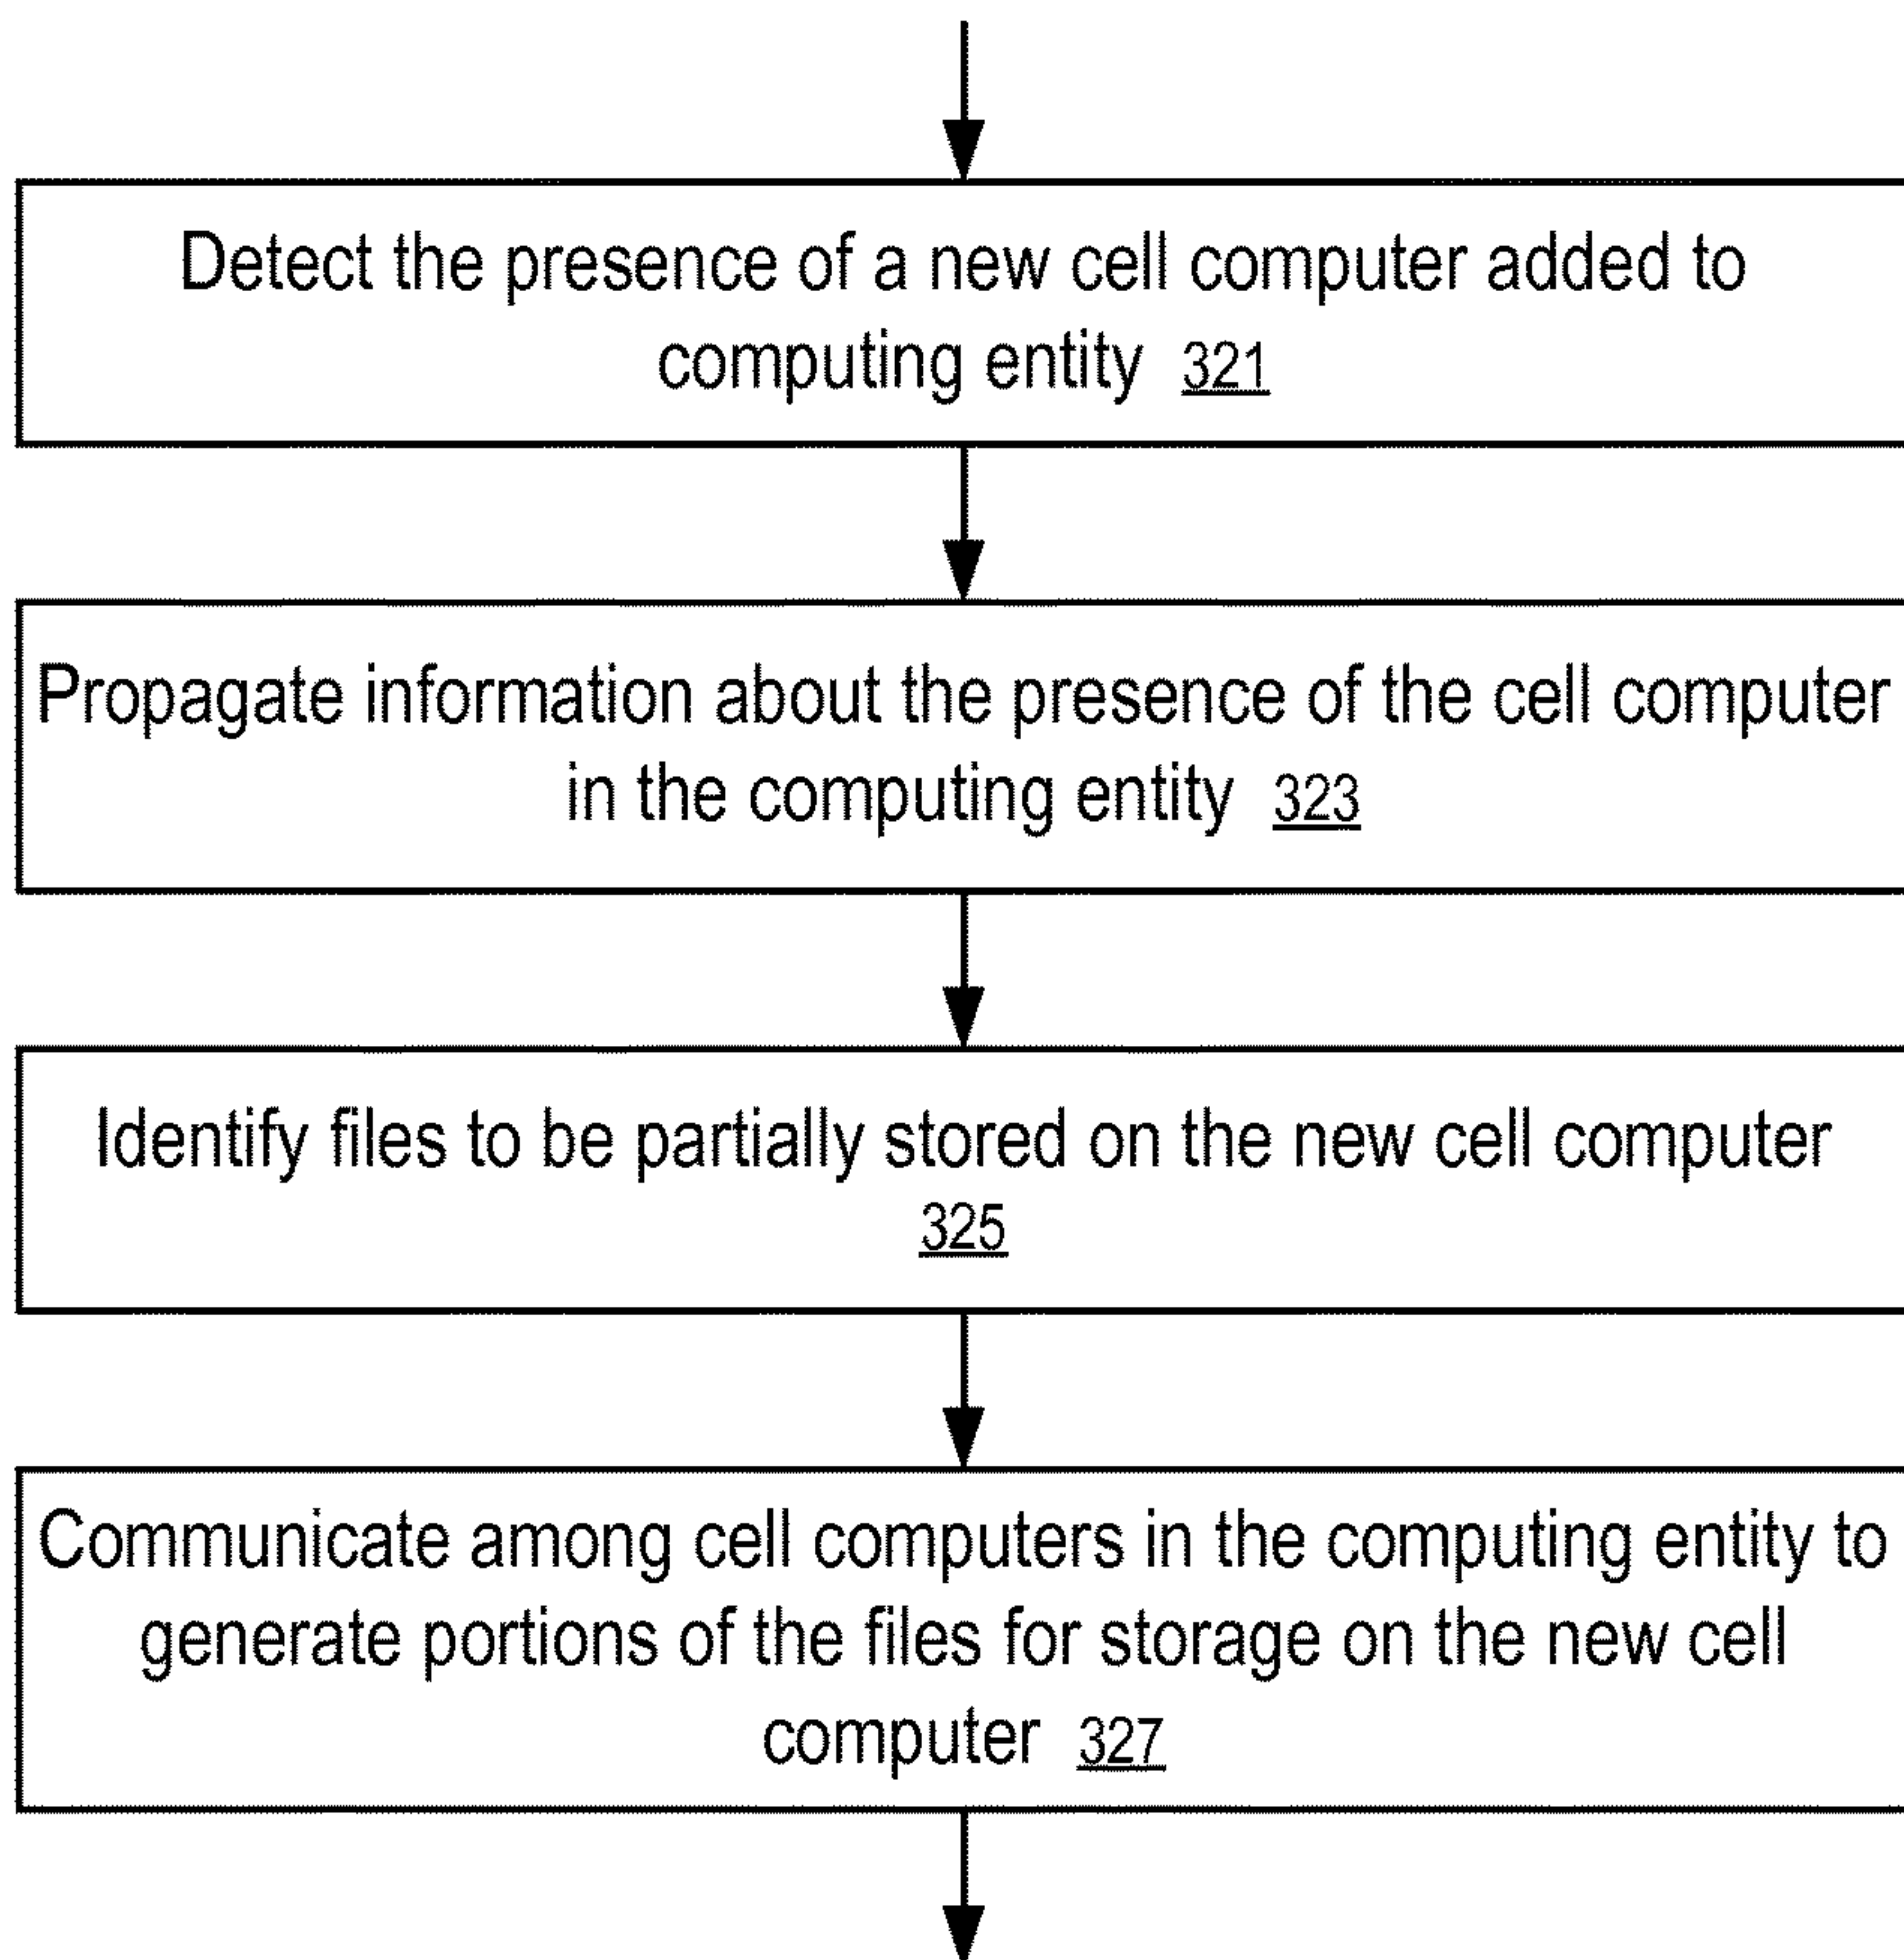 Detect the presence of a new cell computer added to
computing entity 321
Propagate information about the presence of the cell computer
in the computing entity 323
Identify files to be partially stored on the new cell computer
325
Communicate among cell computers in the computing entity to
generate portions of the files for storage on the new cell
computer 327